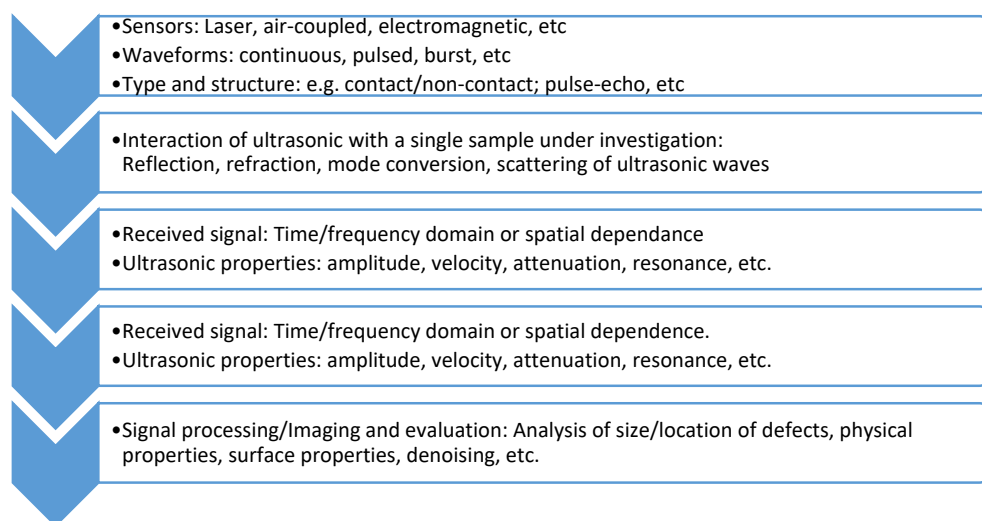 •Sensors: Laser, air-coupled, electromagnetic, etc
•Waveforms: continuous, pulsed, burst, etc
•Type and structure: e.g. contact/non-contact; pulse-echo, etc
•Interaction of ultrasonic with a single sample under investigation:
Reflection, refraction, mode conversion, scattering of ultrasonic waves
•Received signal: Time/frequency domain or spatial dependance
•Ultrasonic properties: amplitude, velocity, attenuation, resonance, etc.
•Received signal: Time/frequency domain or spatial dependence.
•Ultrasonic properties: amplitude, velocity, attenuation, resonance, etc.
•Signal processing/Imaging and evaluation: Analysis of size/location of defects, physical
properties, surface properties, denoising, etc.